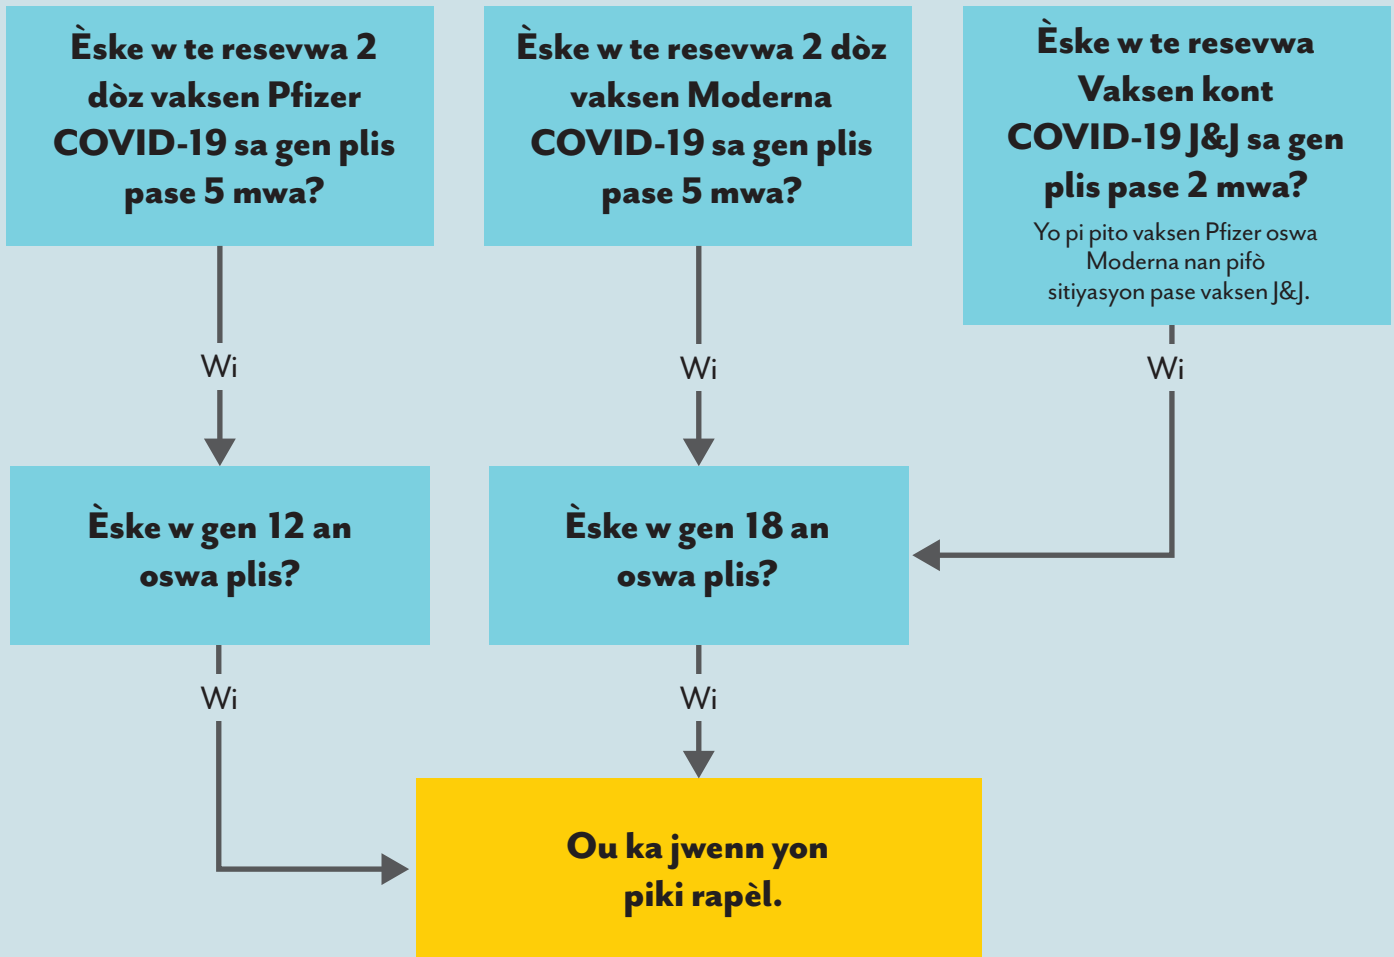 Èske w te resevwa 2
dòz vaksen Pfizer
COVID-19 sa gen plis
pase 5 mwa?
Èske w te resevwa 2 dòz
vaksen Moderna
COVID-19 sa gen plis
pase 5 mwa?
Èske w te resevwa
Vaksen kont
COVID-19 J&J sa gen
plis pase 2 mwa?
Yo pi pito vaksen Pfizer oswa
Moderna nan pifò
sitiyasyon pase vaksen J&J.
Wi
Wi
Wi
Èske w gen 12 an
oswa plis?
Èske w gen 18 an
oswa plis?
Wi
Wi
Ou ka jwenn yon
piki rapèl.